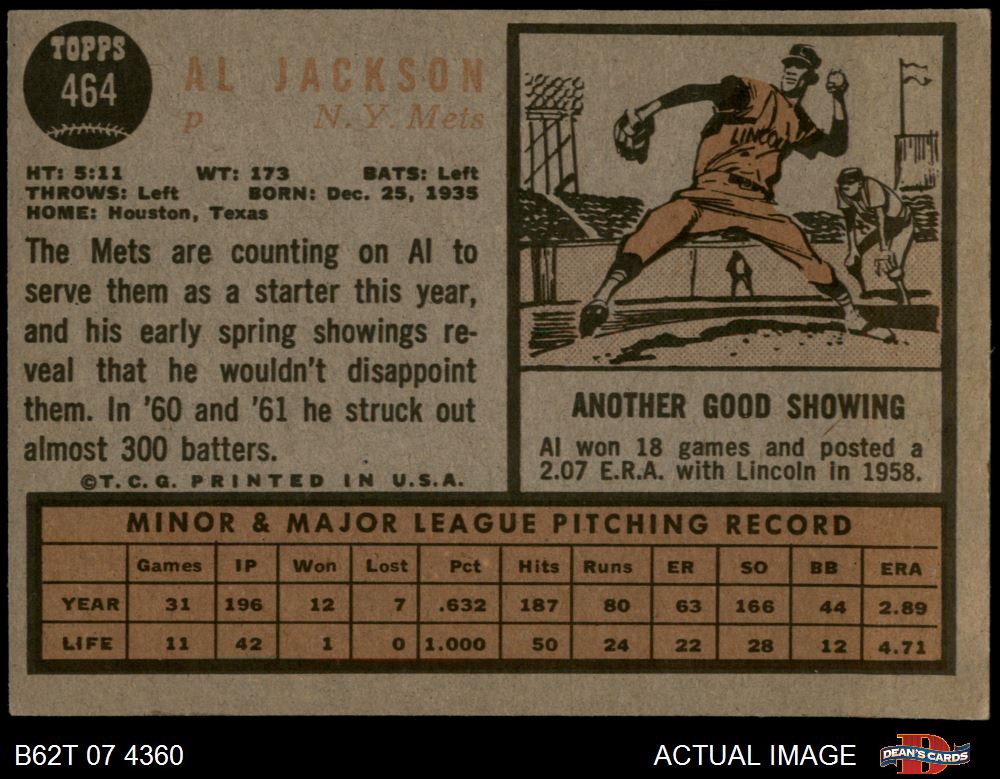 TOPPS
464
AL JACKSON
p N. Y. Mets
HT: 5:11 WT: 173 BATS: Left
THROWS: Left BORN: Dec. 25, 1935
HOME: Houston, Texas
The Mets are counting on Al to
serve them as a starter this year,
and his early spring showings re-
veal that he wouldn't disappoint
them. In '60 and '61 he struck out
almost 300 batters.
©T. C. G. PRINTED IN U.S.A.
LINCOL
ANOTHER GOOD SHOWING
Al won 18 games and posted a
2.07 E.R.A. with Lincoln in 1958.
MINOR & MAJOR LEAGUE PITCHING RECORD
Games IP Won Lost Pct Hits Runs ER SO BB ERA
YEAR 31 196 12 7 .632 187 80 63 166 44 2.89
LIFE 11 42 1 0 1.000 50 24 22 28 12 4.71
B62T 07 4360 ACTUAL IMAGE DEAN'S CARDS